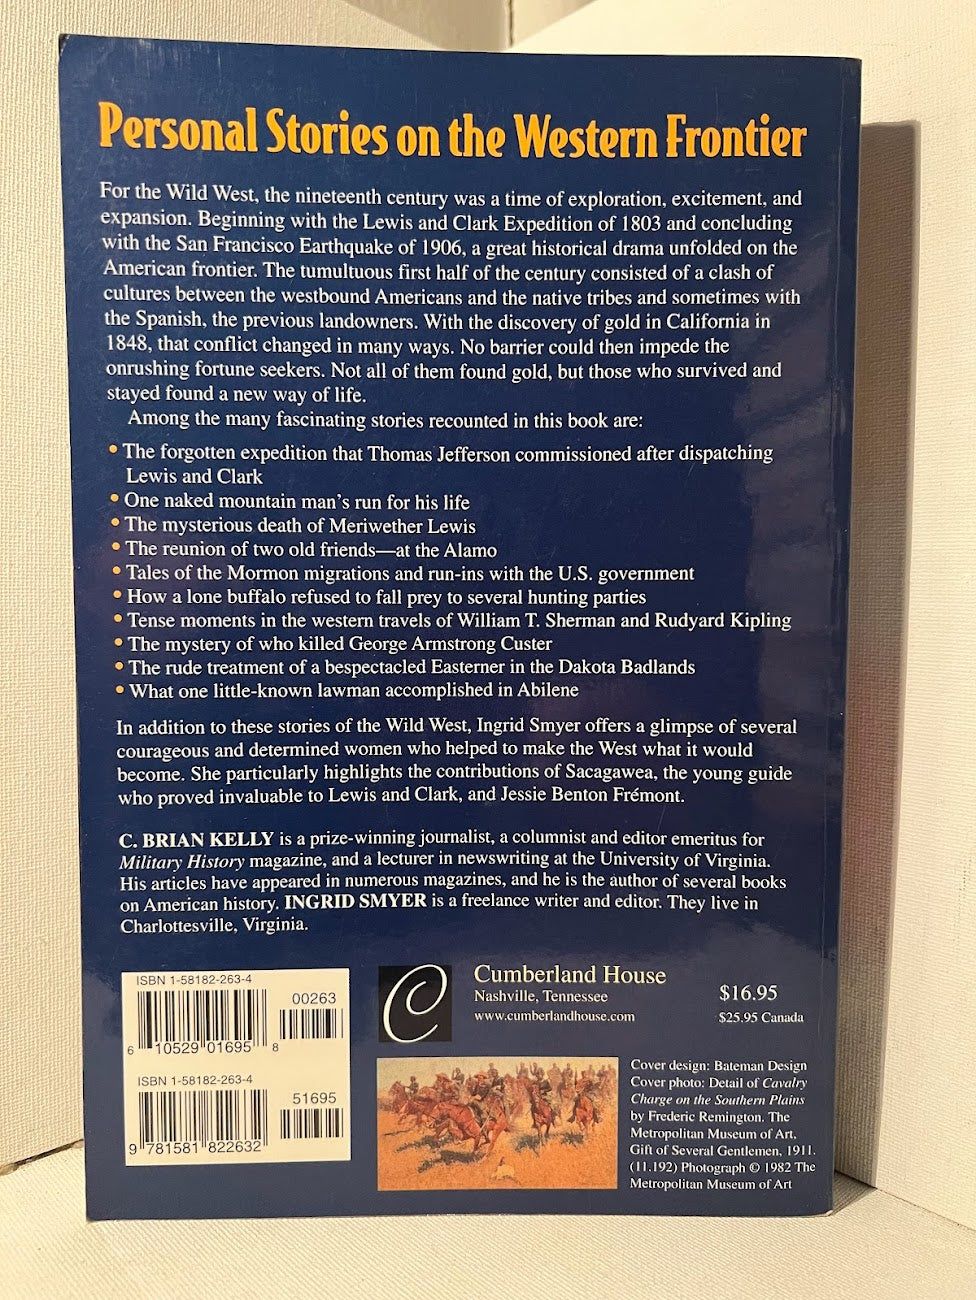 Personal Stories on the Western Frontier
For the Wild West, the nineteenth century was a time of exploration, excitement, and
expansion. Beginning with the Lewis and Clark Expedition of 1803 and concluding
with the San Francisco Earthquake of 1906, a great historical drama unfolded on the
American frontier. The tumultuous first half of the century consisted of a clash of
cultures between the westbound Americans and the native tribes and sometimes with
the Spanish, the previous landowners. With the discovery of gold in California in
1848, that conflict changed in many ways. No barrier could then impede the
onrushing fortune seekers. Not all of them found gold, but those who survived and
stayed found a new way of life.
Among the many fascinating stories recounted in this book are:
• The forgotten expedition that Thomas Jefferson commissioned after dispatching
Lewis and Clark
• One naked mountain man's run for his life
• The mysterious death of Meriwether Lewis
• The reunion of two old friends—at the Alamo
• Tales of the Mormon migrations and run-ins with the U.S. government
• How a lone buffalo refused to fall prey to several hunting parties
• Tense moments in the western travels of William T. Sherman and Rudyard Kipling
• The mystery of who killed George Armstrong Custer
• The rude treatment of a bespectacled Easterner in the Dakota Badlands
• What one little-known lawman accomplished in Abilene
In addition to these stories of the Wild West, Ingrid Smyer offers a glimpse of several
courageous and determined women who helped to make the West what it would
become. She particularly highlights the contributions of Sacagawea, the young guide
who proved invaluable to Lewis and Clark, and Jessie Benton Frémont.
C. BRIAN KELLY is a prize-winning journalist, a columnist and editor emeritus for
Military History magazine, and a lecturer in newswriting at the University of Virginia.
His articles have appeared in numerous magazines, and he is the author of several books
on American history. INGRID SMYER is a freelance writer and editor. They live in
Charlottesville, Virginia.
ISBN 1-58182-263-4
00263
6 10529 01695 8
ISBN 1-58182-263-4
51695
9 781581 822632
C
Cumberland House
Nashville, Tennessee
www.cumberlandhouse.com
$16.95
$25.95 Canada
Cover design: Bateman Design
Cover photo: Detail of Cavalry
Charge on the Southern Plains
by Frederic Remington. The
Metropolitan Museum of Art,
Gift of Several Gentlemen, 1911.
(11.192) Photograph © 1982 The
Metropolitan Museum of Art